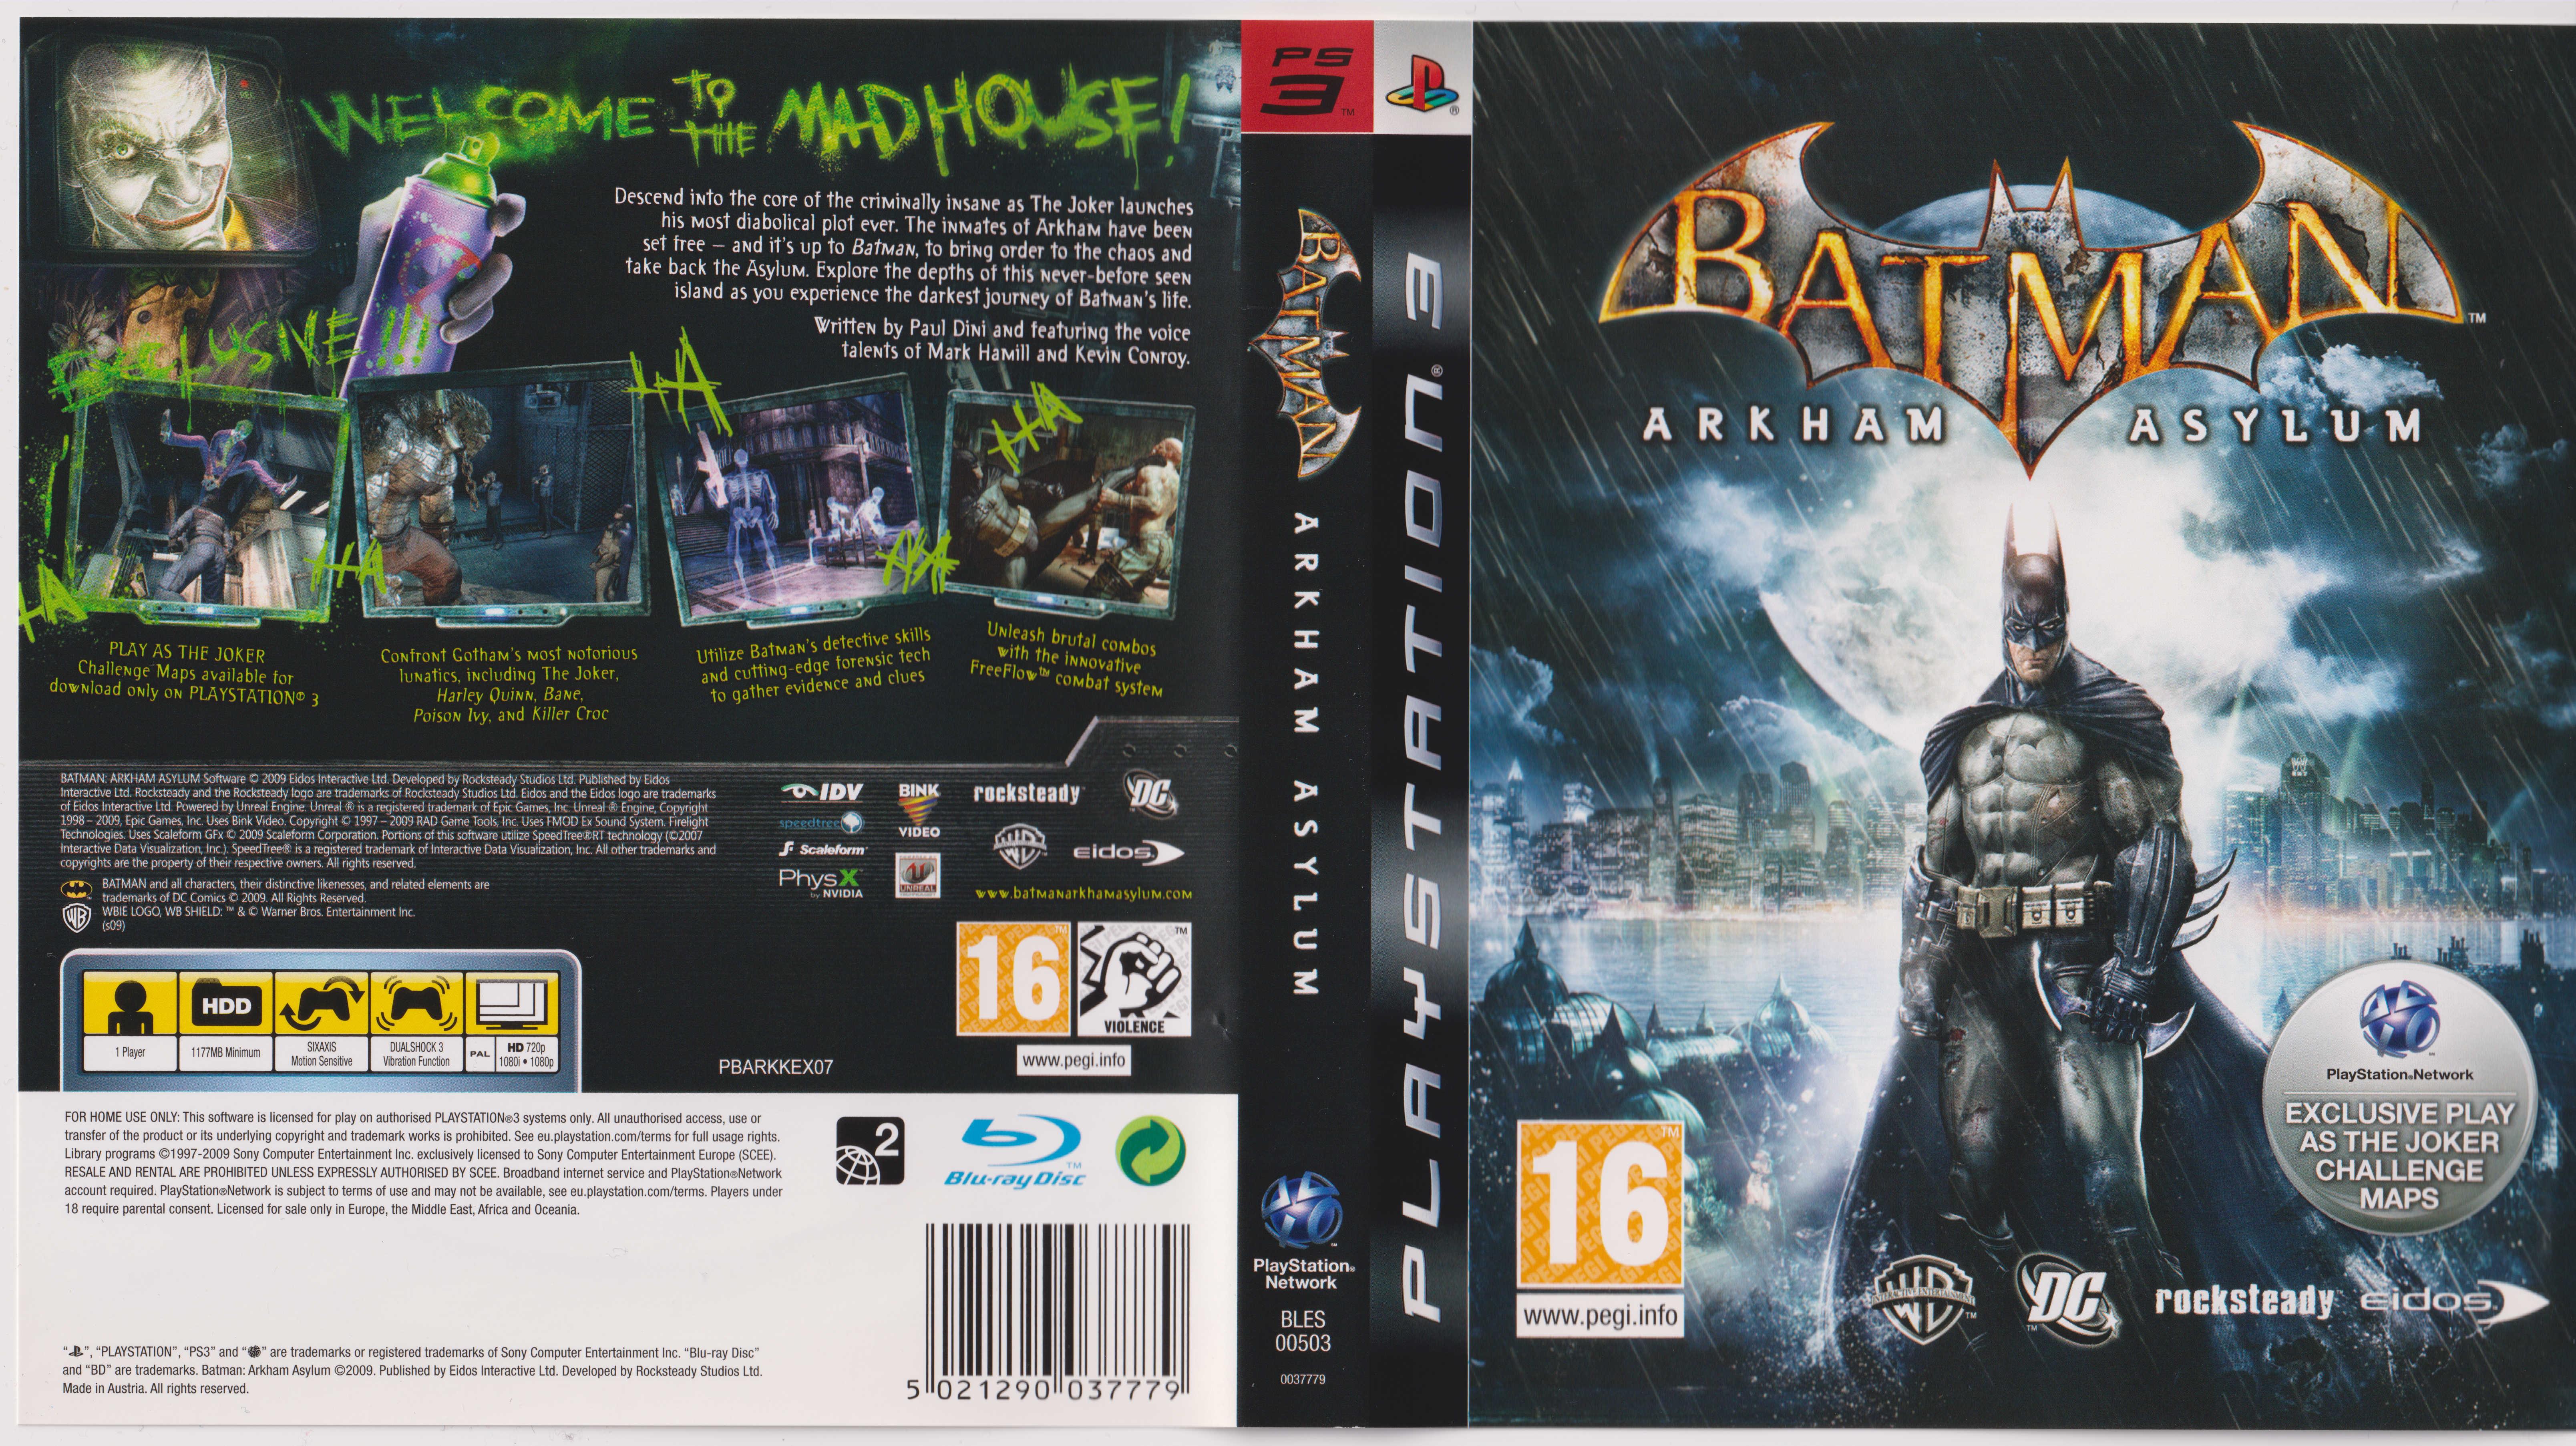 WELCOME TO THE MADHOUSE!
Descend into the core of the criminally insane as The Joker launches
his most diabolical plot ever. The inmates of Arkham have been
set free – and it's up to Batman, to bring order to the chaos and
take back the Asylum. Explore the depths of this never-before seen
island as you experience the darkest journey of Batman's life.
Written by Paul Dini and featuring the voice
talents of Mark Hamill and Kevin Conroy.
EXCLUSIVE!!!
HA
HA
HA
HA
HA
PLAY AS THE JOKER
Challenge Maps available for
download only on PLAYSTATION® 3
Confront Gotham's most notorious
lunatics, including The Joker,
Harley Quinn, Bane,
Poison Ivy, and Killer Croc
Utilize Batman's detective skills
and cutting-edge forensic tech
to gather evidence and clues
Unleash brutal combos
with the innovative
FreeFlow™ combat system
BATMAN: ARKHAM ASYLUM Software © 2009 Eidos Interactive Ltd. Developed by Rocksteady Studios Ltd. Published by Eidos
Interactive Ltd. Rocksteady and the Rocksteady logo are trademarks of Rocksteady Studios Ltd. Eidos and the Eidos logo are trademarks
of Eidos Interactive Ltd. Powered by Unreal Engine. Unreal ® is a registered trademark of Epic Games, Inc. Unreal ® Engine, Copyright
1998 – 2009, Epic Games, Inc. Uses Bink Video. Copyright © 1997 – 2009 RAD Game Tools, Inc. Uses FMOD Ex Sound System. Firelight
Technologies. Uses Scaleform GFx © 2009 Scaleform Corporation. Portions of this software utilize SpeedTree®RT technology (©2007
Interactive Data Visualization, Inc.). SpeedTree® is a registered trademark of Interactive Data Visualization, Inc. All other trademarks and
copyrights are the property of their respective owners. All rights reserved.
BATMAN and all characters, their distinctive likenesses, and related elements are
trademarks of DC Comics © 2009. All Rights Reserved.
WBIE LOGO, WB SHIELD: ™ & © Warner Bros. Entertainment Inc.
(s09)
IDV
speedtree
Scaleform
PhysX
by NVIDIA
BINK
VIDEO
UNREAL
rocksteady
DC
WB
eidos
www.batmanarkhamasylum.com
16
VIOLENCE
www.pegi.info
1 Player
HDD
1177MB Minimum
SIXAXIS
Motion Sensitive
DUALSHOCK 3
Vibration Function
PAL
HD 720p
1080i • 1080p
PBARKKEX07
FOR HOME USE ONLY: This software is licensed for play on authorised PLAYSTATION®3 systems only. All unauthorised access, use or
transfer of the product or its underlying copyright and trademark works is prohibited. See eu.playstation.com/terms for full usage rights.
Library programs ©1997-2009 Sony Computer Entertainment Inc. exclusively licensed to Sony Computer Entertainment Europe (SCEE).
RESALE AND RENTAL ARE PROHIBITED UNLESS EXPRESSLY AUTHORISED BY SCEE. Broadband internet service and PlayStation®Network
account required. PlayStation®Network is subject to terms of use and may not be available, see eu.playstation.com/terms. Players under
18 require parental consent. Licensed for sale only in Europe, the Middle East, Africa and Oceania.
2
Blu-ray Disc™
"PS", "PLAYSTATION", "PS3" and "" are trademarks or registered trademarks of Sony Computer Entertainment Inc. "Blu-ray Disc"
and "BD" are trademarks. Batman: Arkham Asylum ©2009. Published by Eidos Interactive Ltd. Developed by Rocksteady Studios Ltd.
Made in Austria. All rights reserved.
5 021290 037779
PS3™
BATMAN
ARKHAM ASYLUM
PlayStation®
Network
BLES
00503
0037779
PLAYSTATION®3
BATMAN™
ARKHAM ASYLUM
PlayStation®Network
EXCLUSIVE PLAY
AS THE JOKER
CHALLENGE
MAPS
16™
www.pegi.info
WB INTERACTIVE ENTERTAINMENT™
DC™
rocksteady
eidos